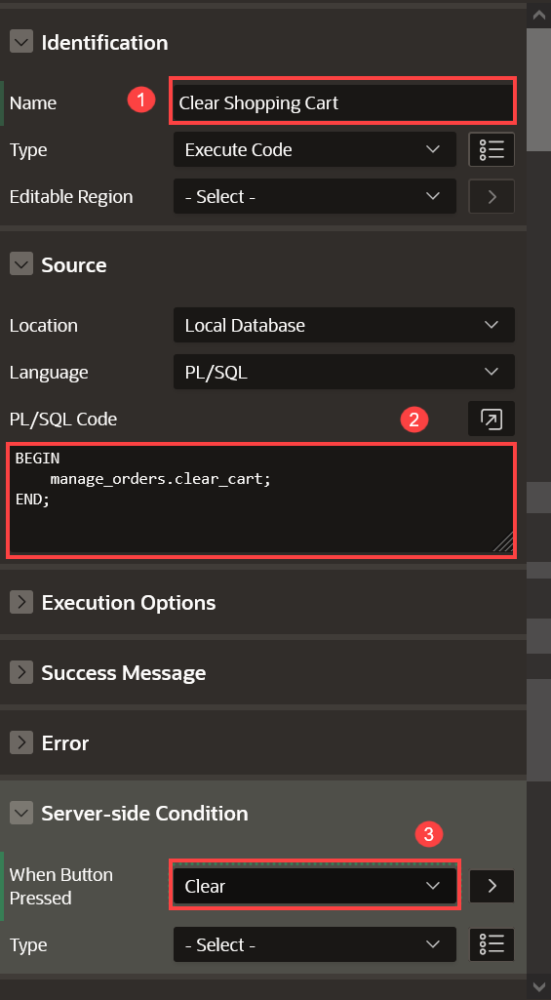 Identification
Name 1 Clear Shopping Cart
Type Execute Code
Editable Region - Select -
Source
Location Local Database
Language PL/SQL
PL/SQL Code 2
BEGIN
    manage_orders.clear_cart;
END;
Execution Options
Success Message
Error
Server-side Condition
3
When Button
Pressed Clear
Type - Select -